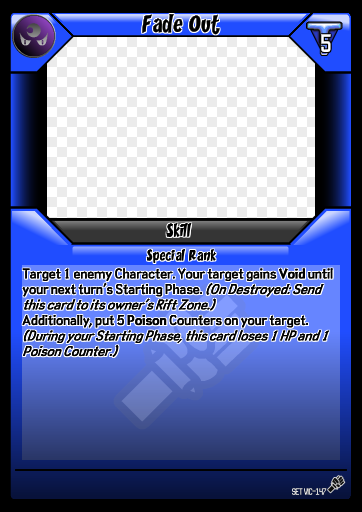 Fade Out
5
Skill
Special Rank
Target 1 enemy Character. Your target gains Void until
your next turn's Starting Phase. (On Destroyed: Send
this card to its owner's Rift Zone.)
Additionally, put 5 Poison Counters on your target.
(During your Starting Phase, this card loses 1 HP and 1
Poison Counter.)
SET VIC-147